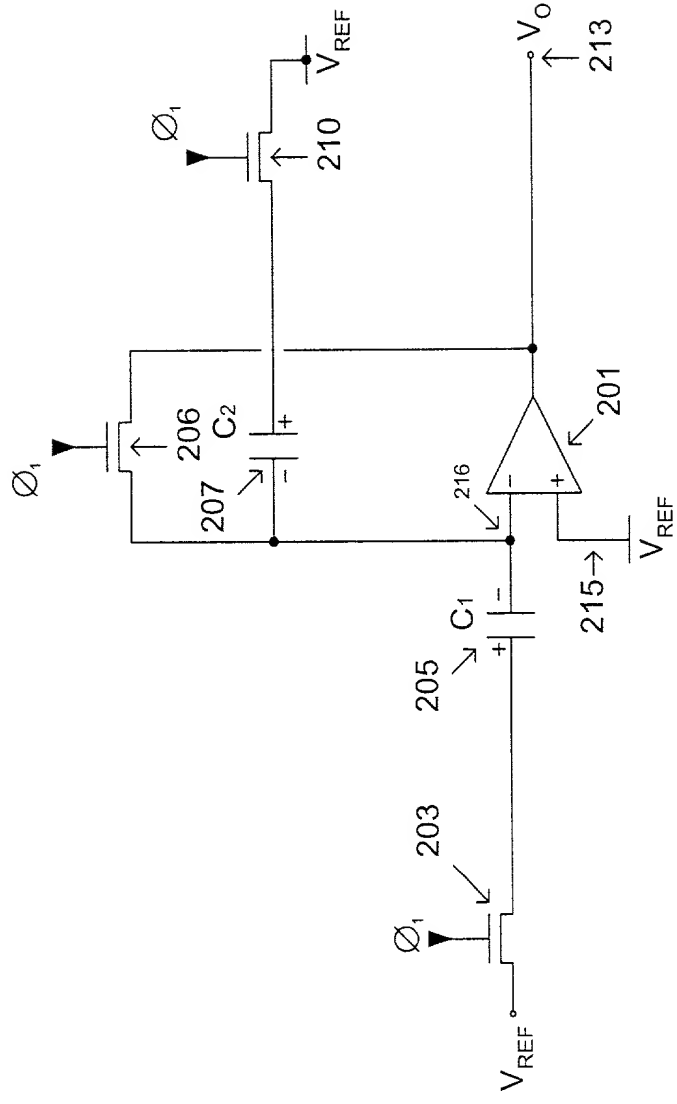 Ø1
Ø1
206
210
VREF
C2
+
-
207
VO
213
216
-
+
201
C1
-
+
205
215
VREF
203
Ø1
VREF